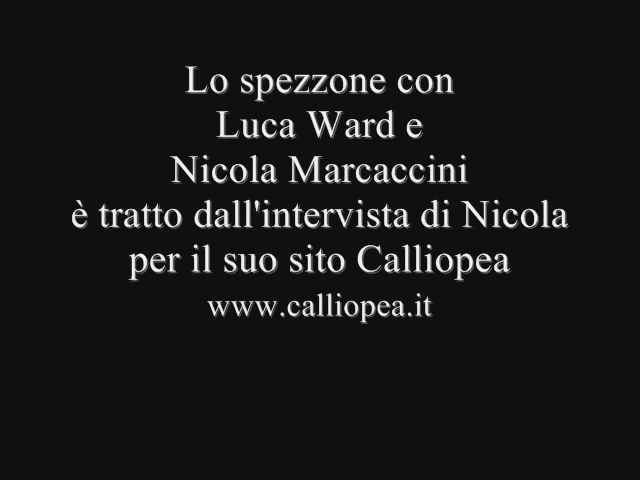 Lo spezzone con
Luca Ward e
Nicola Marcaccini
è tratto dall'intervista di Nicola
per il suo sito Calliopea
www.calliopea.it